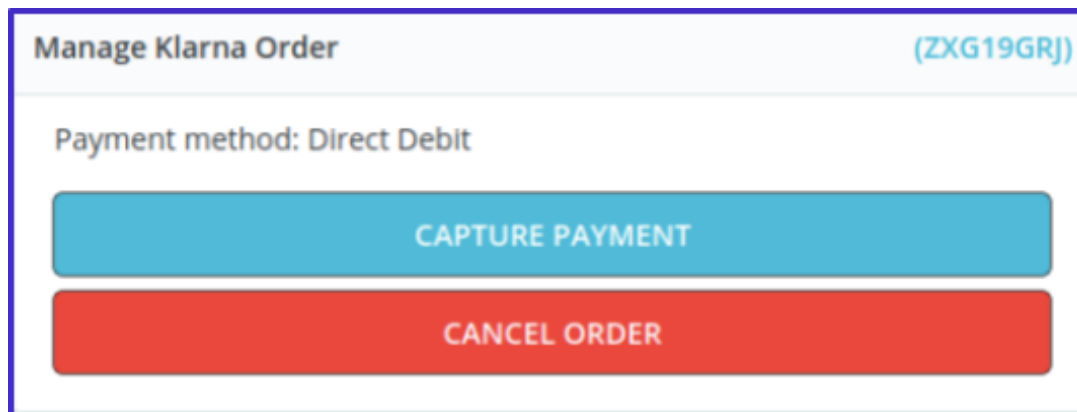 Manage Klarna Order (ZXG19GRJ)
Payment method: Direct Debit
CAPTURE PAYMENT
CANCEL ORDER